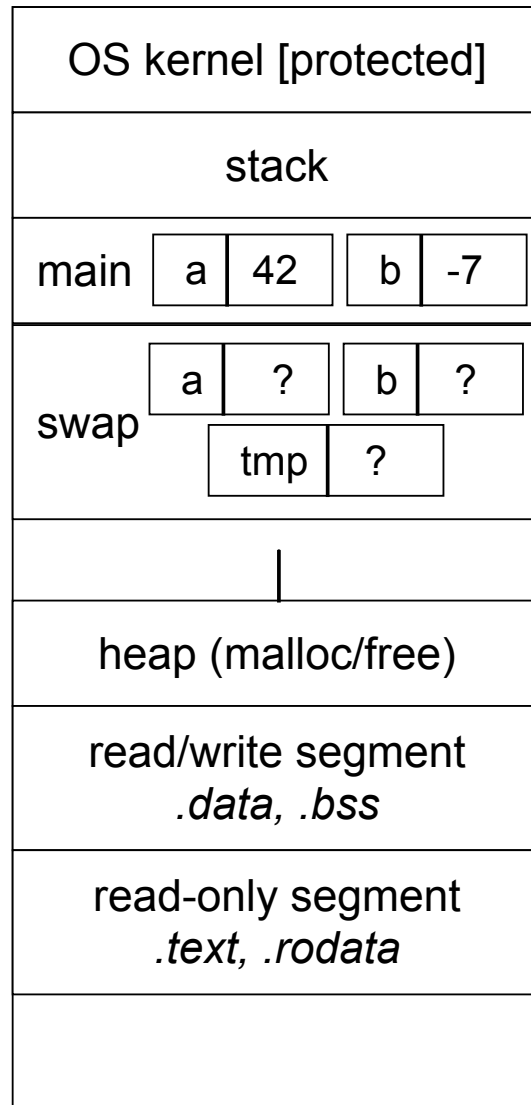 OS kernel [protected]
stack
main a 42 b -7
a ? b ?
swap
tmp ?
heap (malloc/free)
read/write segment
.data, .bss
read-only segment
.text, .rodata